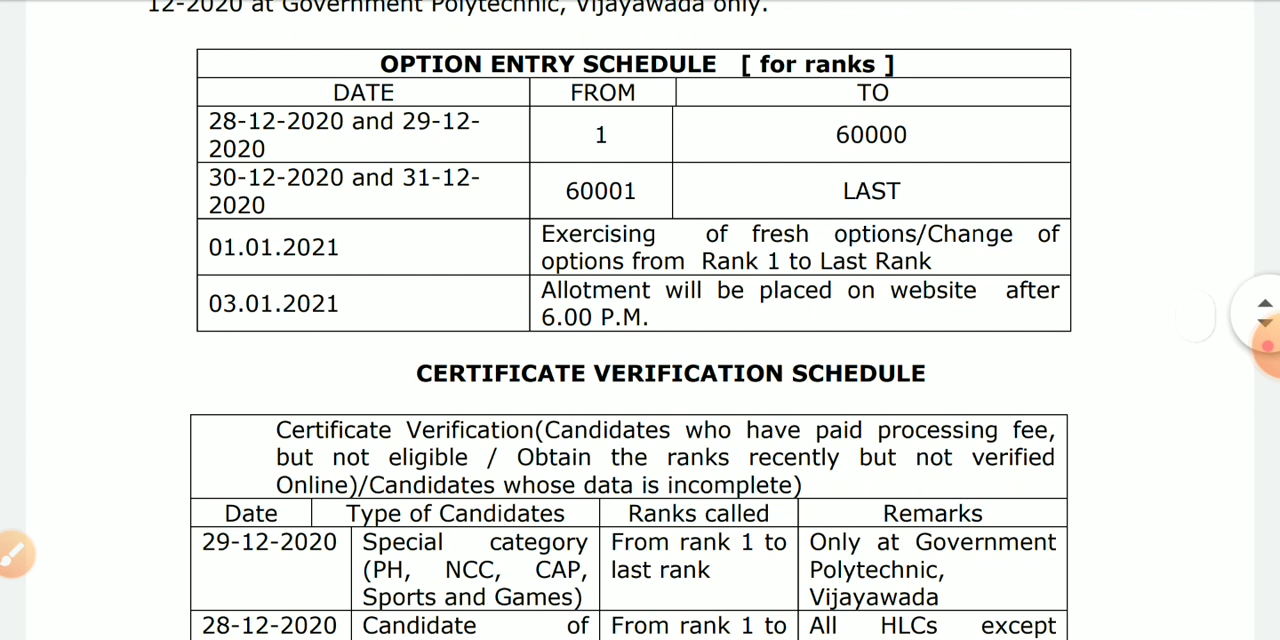 12-2020 at Government Polytechnic, Vijayawada only.
OPTION ENTRY SCHEDULE [ for ranks ]
DATE FROM TO
28-12-2020 and 29-12-
2020
1 60000
30-12-2020 and 31-12-
2020
60001 LAST
01.01.2021
Exercising of fresh options/Change of
options from Rank 1 to Last Rank
03.01.2021
Allotment will be placed on website after
6.00 P.M.
CERTIFICATE VERIFICATION SCHEDULE
Certificate Verification(Candidates who have paid processing fee,
but not eligible / Obtain the ranks recently but not verified
Online)/Candidates whose data is incomplete)
Date Type of Candidates Ranks called Remarks
29-12-2020
Special category
(PH, NCC, CAP,
Sports and Games)
From rank 1 to
last rank
Only at Government
Polytechnic,
Vijayawada
28-12-2020 Candidate of From rank 1 to All HLCs except